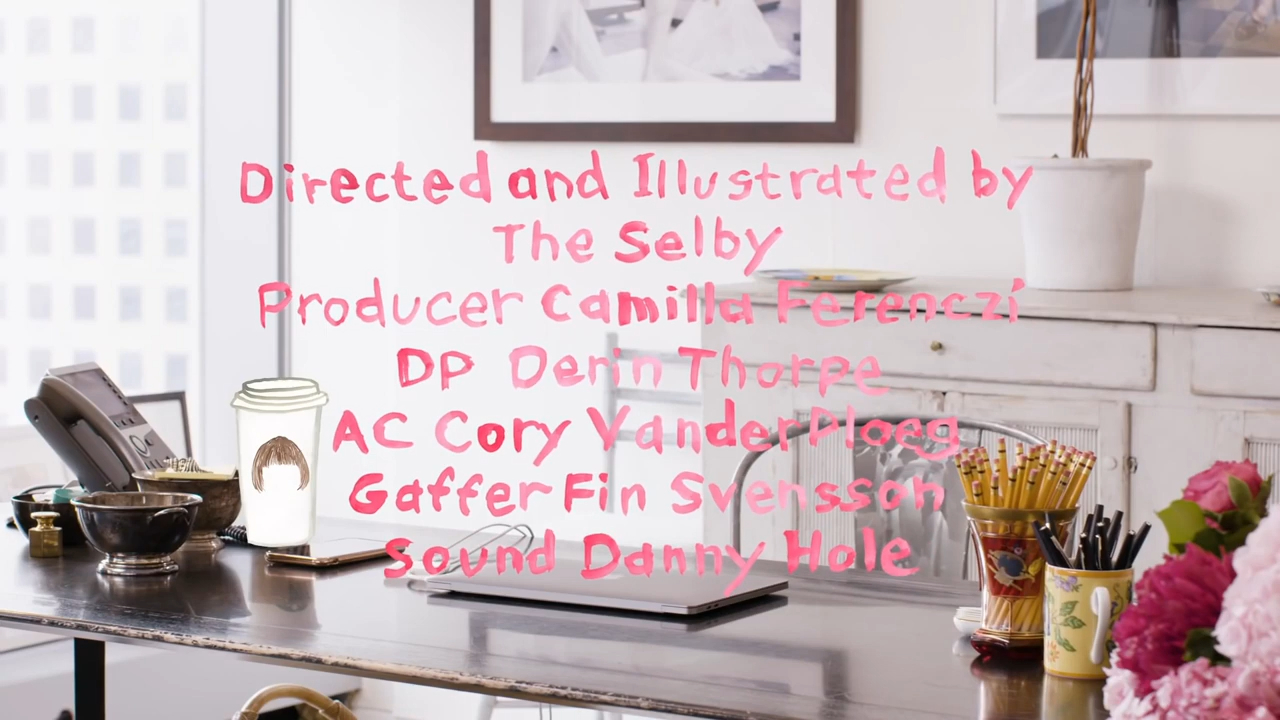 Directed and Illustrated by
The Selby
Producer Camilla Ferenczi
DP Derin Thorpe
AC Cory VanderPloeg
Gaffer Fin Svensson
Sound Danny Hole